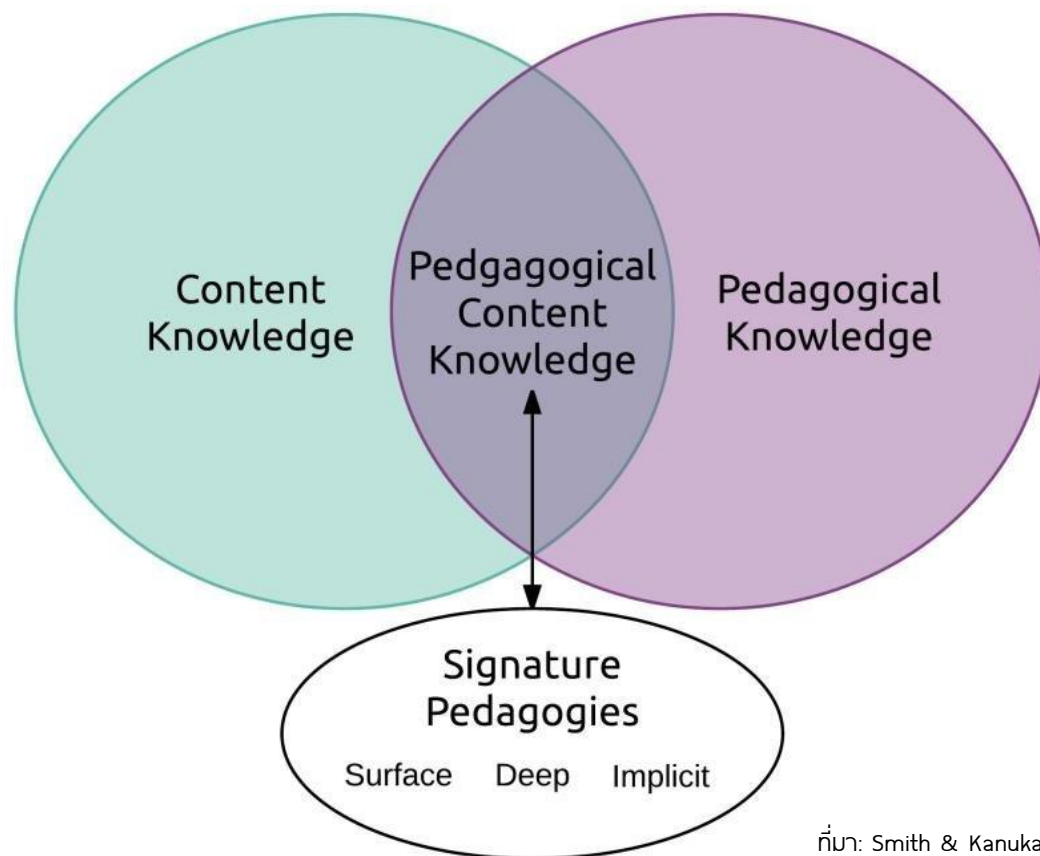 Content
Knowledge
Pedgagogical
Content
Knowledge
Pedagogical
Knowledge
Signature
Pedagogies
Surface Deep Implicit
ที่มา: Smith & Kanuka